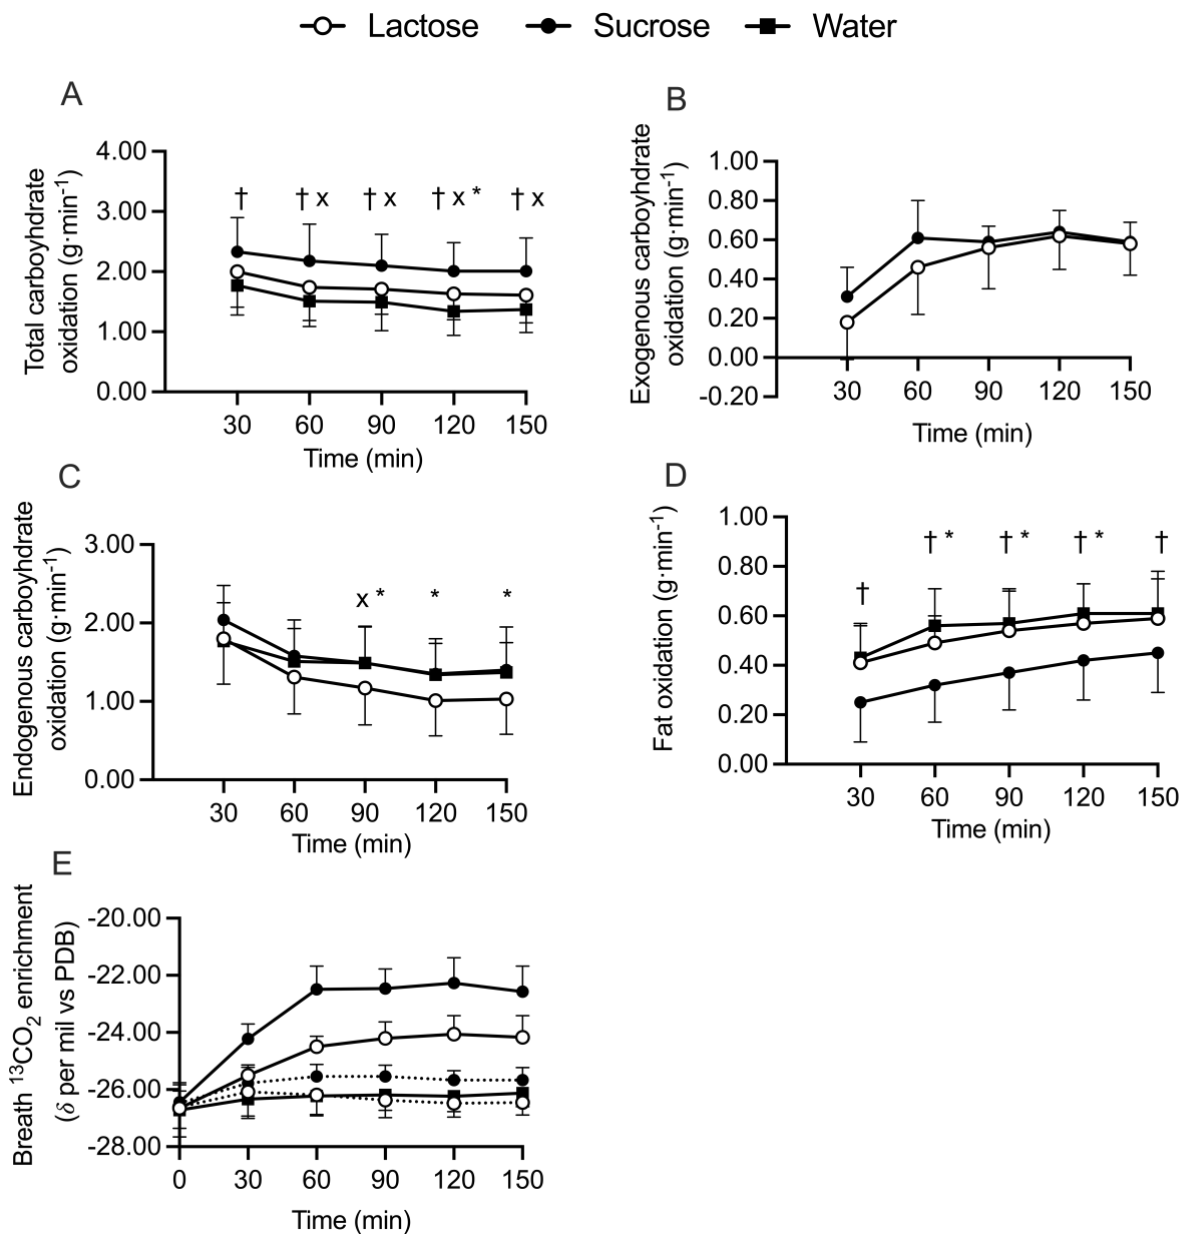 Lactose Sucrose Water
A
Total carboyhdrate
oxidation (g·min-1)
4.00
3.00
2.00
1.00
0.00
† † x † x † x * † x
30 60 90 120 150
Time (min)
B
Exogenous carboyhdrate
oxidation (g·min-1)
1.00
0.80
0.60
0.40
0.20
0.00
-0.20
30 60 90 120 150
Time (min)
C
Endogenous carboyhdrate
oxidation (g·min-1)
3.00
2.00
1.00
0.00
x * * *
30 60 90 120 150
Time (min)
D
Fat oxidation (g·min-1)
1.00
0.80
0.60
0.40
0.20
0.00
† † * † * † * †
30 60 90 120 150
Time (min)
E
Breath 13CO2 enrichment
(δ per mil vs PDB)
-20.00
-22.00
-24.00
-26.00
-28.00
0 30 60 90 120 150
Time (min)